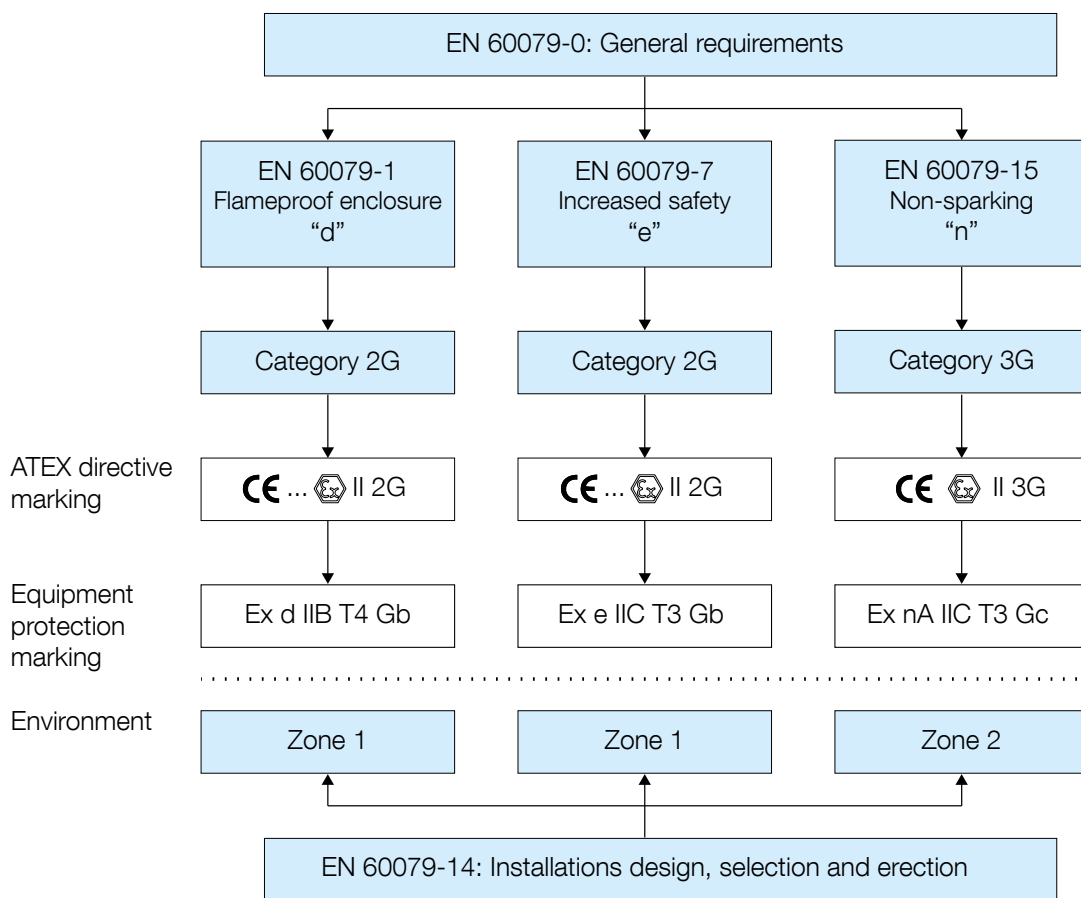 EN 60079-0: General requirements
EN 60079-1
Flameproof enclosure
“d”
EN 60079-7
Increased safety
“e”
EN 60079-15
Non-sparking
“n”
Category 2G
Category 2G
Category 3G
ATEX directive
marking
CE ... Ex II 2G
CE ... Ex II 2G
CE Ex II 3G
Equipment
protection
marking
Ex d IIB T4 Gb
Ex e IIC T3 Gb
Ex nA IIC T3 Gc
Environment
Zone 1
Zone 1
Zone 2
EN 60079-14: Installations design, selection and erection